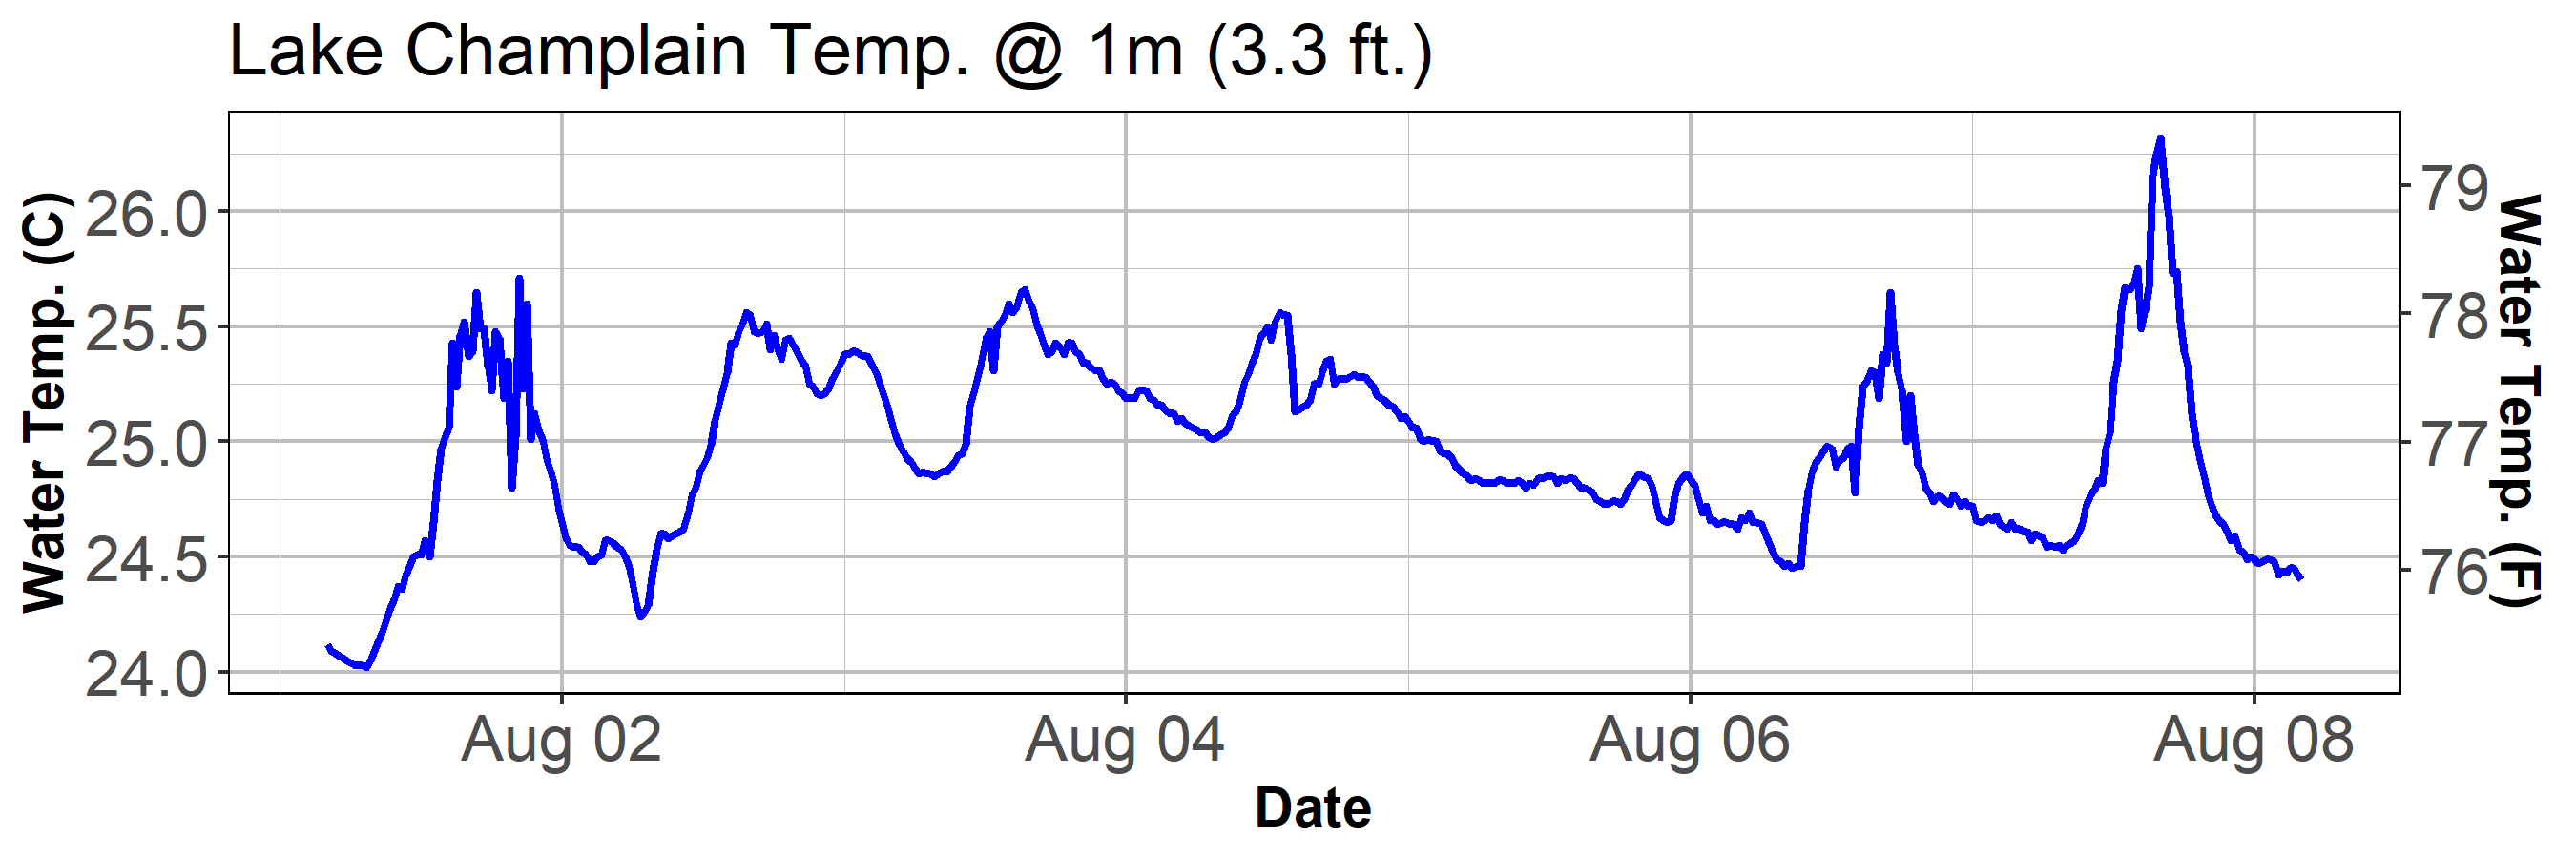 Lake Champlain Temp. @ 1m (3.3 ft.)
Water Temp. (C)
26.0
25.5
25.0
24.5
24.0
79
78
77
76
Water Temp. (F)
Aug 02 Aug 04 Aug 06 Aug 08
Date